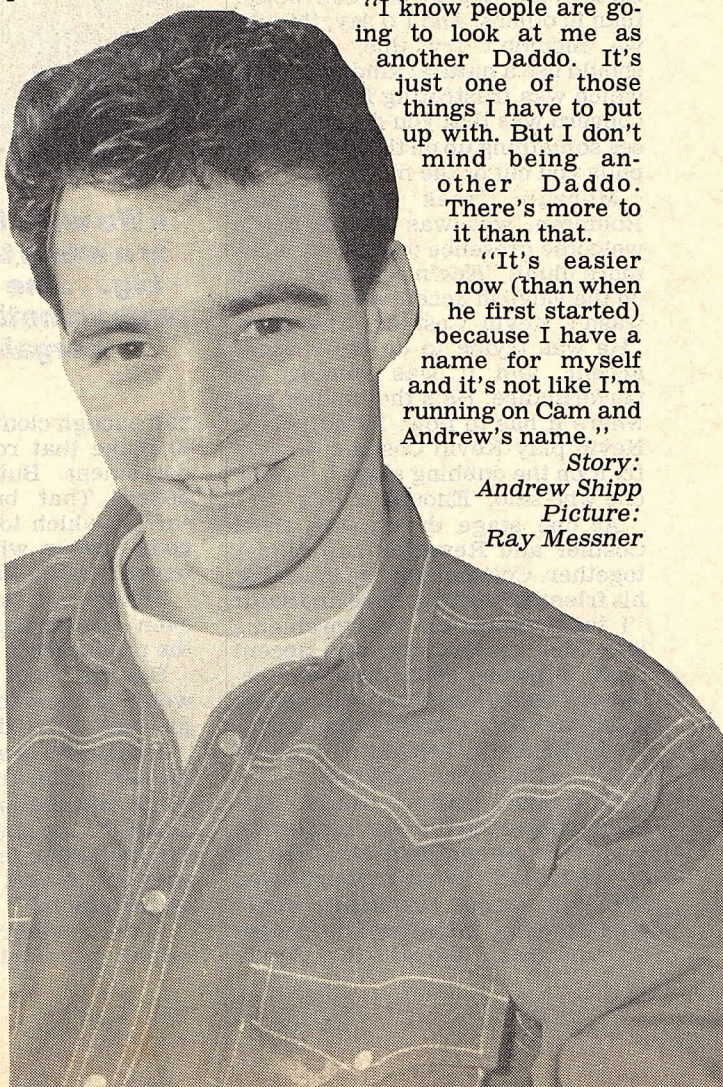 "I know people are go-
ing to look at me as
another Daddo. It's
just one of those
things I have to put
up with. But I don't
mind being an-
other Daddo.
There's more to
it than that.
"It's easier
now (than when
he first started)
because I have a
name for myself
and it's not like I'm
running on Cam and
Andrew's name."
Story:
Andrew Shipp
Picture:
Ray Messner